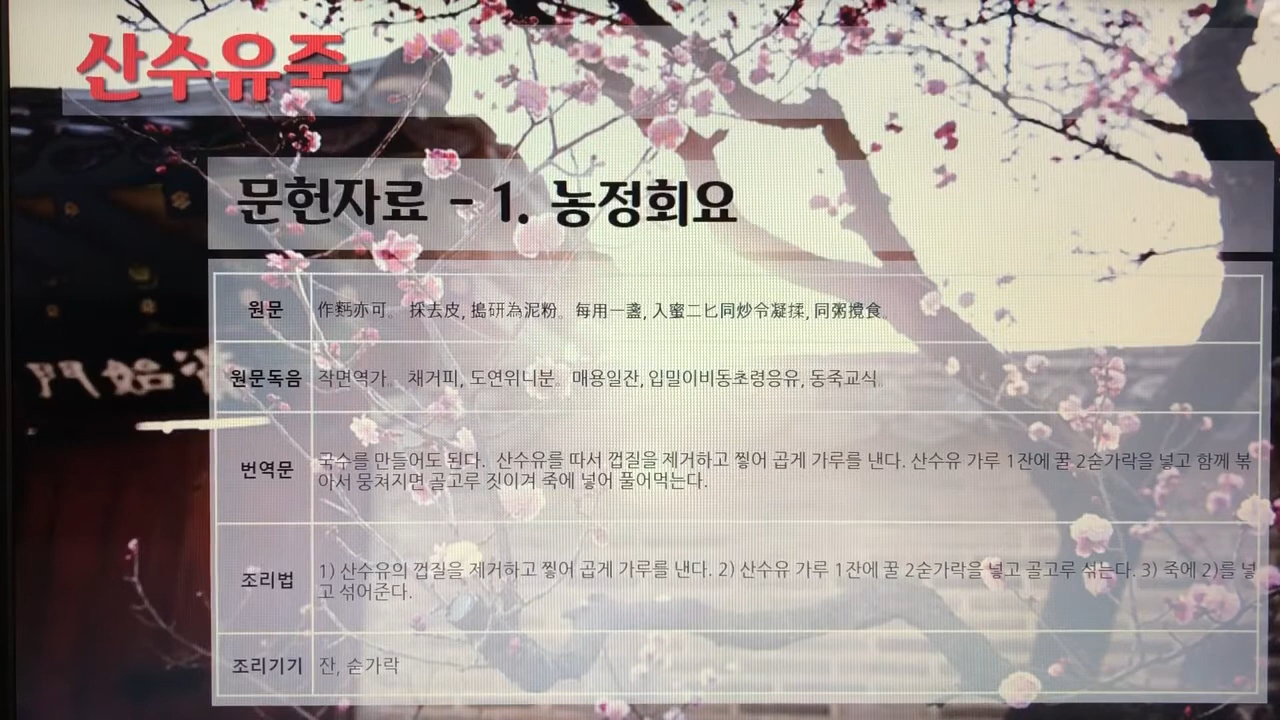 산수유죽
문헌자료 - 1. 농정회요
원문
作麪亦可。 採去皮, 搗研為泥粉。每用一盞, 入蜜二匕同炒令凝揉, 同粥攪食。
원문독음
작면역가。 채거피, 도연위니분。매용일잔, 입밀이비동초령응유, 동죽교식。
번역문
국수를 만들어도 된다. 산수유를 따서 껍질을 제거하고 찧어 곱게 가루를 낸다. 산수유 가루 1잔에 꿀 2숟가락을 넣고 함께 볶
아서 뭉쳐지면 골고루 짓이겨 죽에 넣어 풀어먹는다.
조리법
1) 산수유의 껍질을 제거하고 찧어 곱게 가루를 낸다. 2) 산수유 가루 1잔에 꿀 2숟가락을 넣고 골고루 섞는다. 3) 죽에 2)를 넣
고 섞어준다.
조리기기
잔, 숟가락
門始